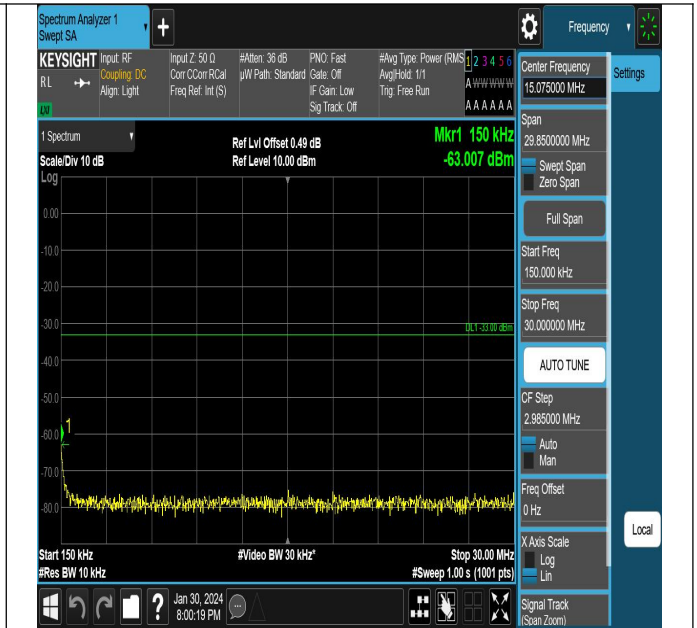 Spectrum Analyzer 1
Swept SA
+
Frequency
KEYSIGHT
RL
LXI
Input: RF
Coupling: DC
Align: Light
Input Z: 50 Ω
Corr CCorr RCal
Freq Ref: Int (S)
#Atten: 36 dB
µW Path: Standard
PNO: Fast
Gate: Off
IF Gain: Low
Sig Track: Off
#Avg Type: Power (RMS
Avg|Hold: 1/1
Trig: Free Run
1 2 3 4 5 6
A W W W W W
A A A A A A
Settings
Center Frequency
15.075000 MHz
Span
29.8500000 MHz
Swept Span
Zero Span
Full Span
Start Freq
150.000 kHz
Stop Freq
30.000000 MHz
AUTO TUNE
CF Step
2.985000 MHz
Auto
Man
Freq Offset
0 Hz
X Axis Scale
Log
Lin
Signal Track
(Span Zoom)
Local
1 Spectrum
Scale/Div 10 dB
Log
Ref Lvl Offset 0.49 dB
Ref Level 10.00 dBm
Mkr1 150 kHz
-63.007 dBm
0.00
-10.0
-20.0
-30.0
DL1 -33.00 dBm
-40.0
-50.0
1
-60.0
-70.0
-80.0
Start 150 kHz
#Res BW 10 kHz
#Video BW 30 kHz*
Stop 30.00 MHz
#Sweep 1.00 s (1001 pts)
?
Jan 30, 2024
8:00:19 PM